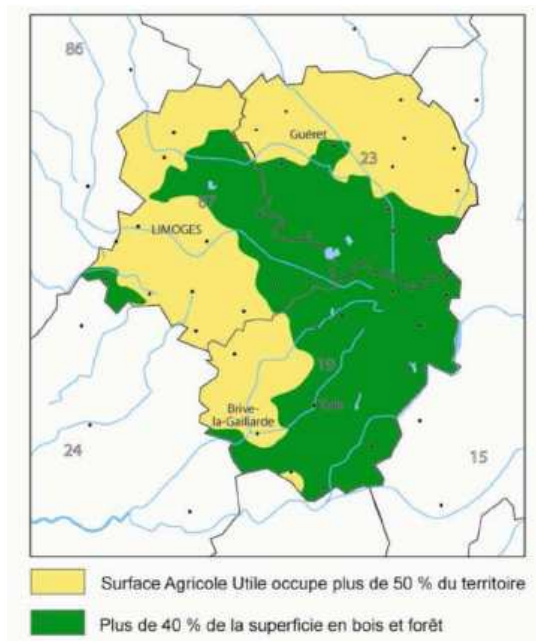 86
Guéret
23
87
LIMOGES
19
Tulle
Brive-
la-Gaillarde
24
15
Surface Agricole Utile occupe plus de 50 % du territoire
Plus de 40 % de la superficie en bois et forêt